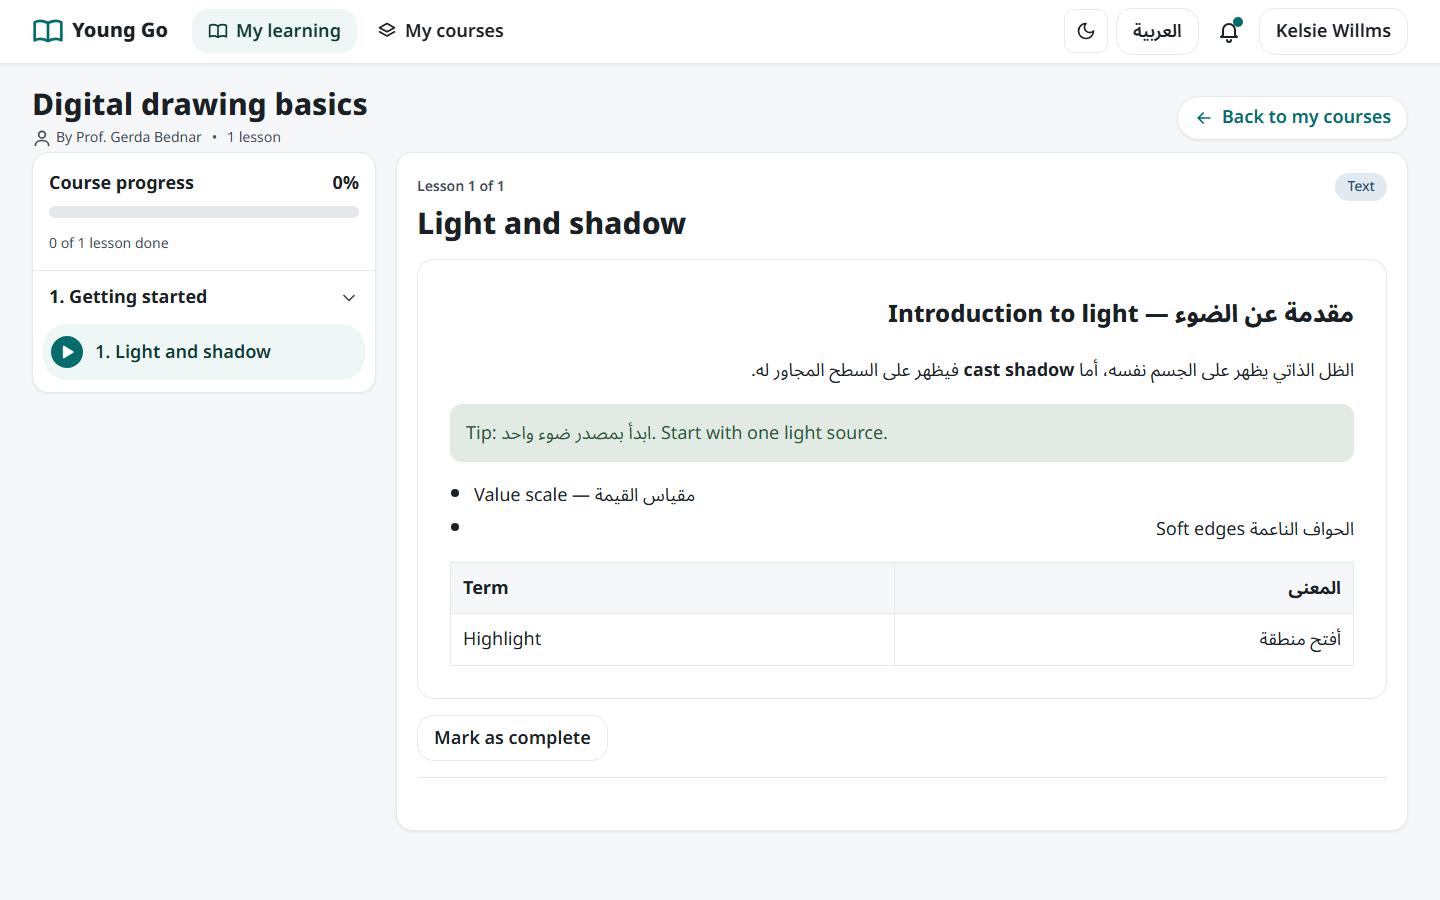 Young Go
My learning
My courses
العربية
Kelsie Willms
Digital drawing basics
By Prof. Gerda Bednar • 1 lesson
Back to my courses
Course progress 0%
0 of 1 lesson done
1. Getting started
1. Light and shadow
Lesson 1 of 1
Text
Light and shadow
مقدمة عن الضوء — Introduction to light
الظل الذاتي يظهر على الجسم نفسه، أما cast shadow فيظهر على السطح المجاور له.
Tip: ابدأ بمصدر ضوء واحد. Start with one light source.
• Value scale — مقياس القيمة
• الحواف الناعمة Soft edges
Term المعنى
Highlight أفتح منطقة
Mark as complete